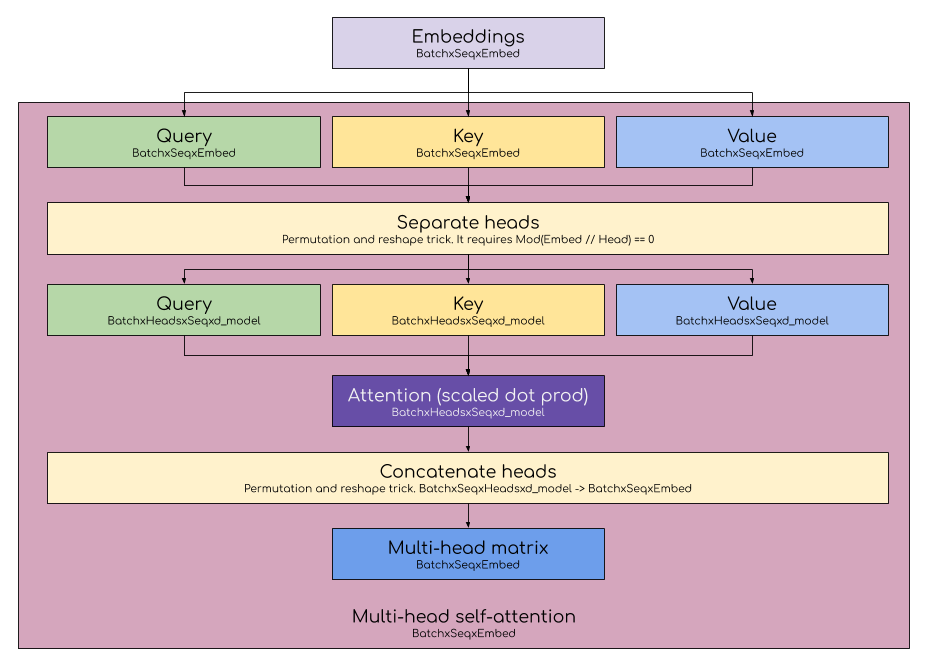 Embeddings
BatchxSeqxEmbed
Query
BatchxSeqxEmbed
Key
BatchxSeqxEmbed
Value
BatchxSeqxEmbed
Separate heads
Permutation and reshape trick. It requires Mod(Embed // Head) == 0
Query
BatchxHeadsxSeqxd_model
Key
BatchxHeadsxSeqxd_model
Value
BatchxHeadsxSeqxd_model
Attention (scaled dot prod)
BatchxHeadsxSeqxd_model
Concatenate heads
Permutation and reshape trick. BatchxSeqxHeadsxd_model -> BatchxSeqxEmbed
Multi-head matrix
BatchxSeqxEmbed
Multi-head self-attention
BatchxSeqxEmbed